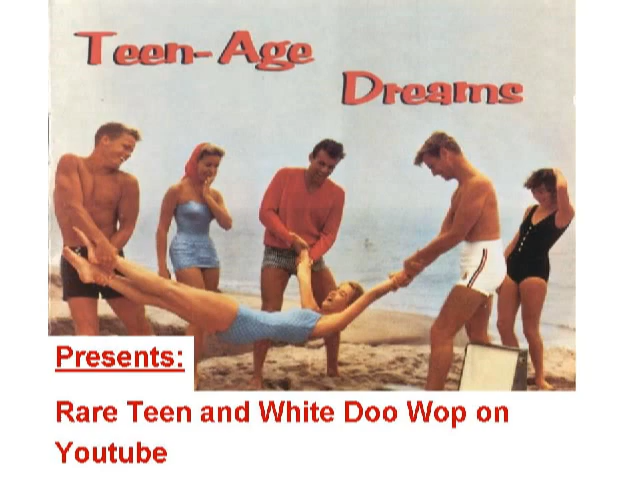 Teen-Age
Dreams
Presents:
Rare Teen and White Doo Wop on
Youtube